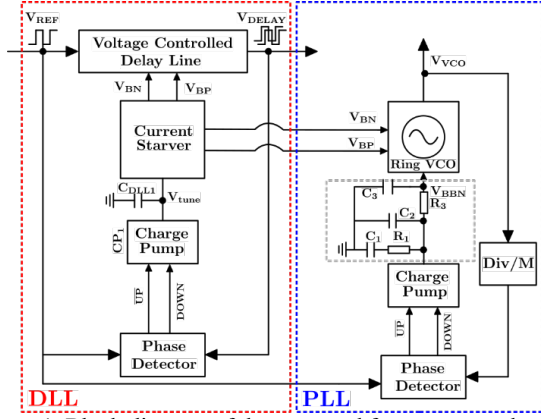 V_REF
V_DELAY
Voltage Controlled
Delay Line
V_VCO
V_BN
V_BP
Current
Starver
V_BN
V_BP
Ring VCO
C_DLL1
V_tune
C_3
V_BBN
R_3
C_2
C_1
R_1
CP_1
Charge
Pump
Charge
Pump
Div/M
UP
DOWN
UP
DOWN
Phase
Detector
Phase
Detector
DLL
PLL